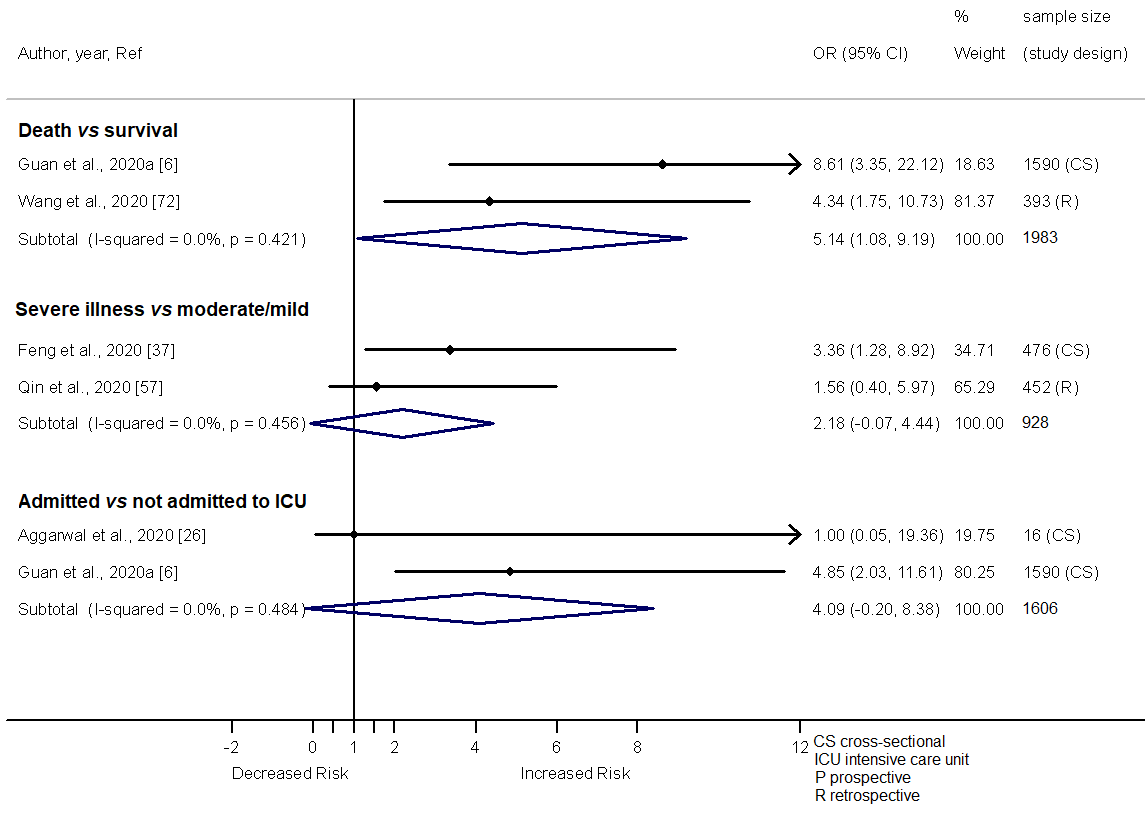 % sample size
Author, year, Ref OR (95% CI) Weight (study design)
Death vs survival
Guan et al., 2020a [6] 8.61 (3.35, 22.12) 18.63 1590 (CS)
Wang et al., 2020 [72] 4.34 (1.75, 10.73) 81.37 393 (R)
Subtotal (I-squared = 0.0%, p = 0.421) 5.14 (1.08, 9.19) 100.00 1983
Severe illness vs moderate/mild
Feng et al., 2020 [37] 3.36 (1.28, 8.92) 34.71 476 (CS)
Qin et al., 2020 [57] 1.56 (0.40, 5.97) 65.29 452 (R)
Subtotal (I-squared = 0.0%, p = 0.456) 2.18 (-0.07, 4.44) 100.00 928
Admitted vs not admitted to ICU
Aggarwal et al., 2020 [26] 1.00 (0.05, 19.36) 19.75 16 (CS)
Guan et al., 2020a [6] 4.85 (2.03, 11.61) 80.25 1590 (CS)
Subtotal (I-squared = 0.0%, p = 0.484) 4.09 (-0.20, 8.38) 100.00 1606
-2 0 1 2 4 6 8 12
Decreased Risk Increased Risk
CS cross-sectional
ICU intensive care unit
P prospective
R retrospective